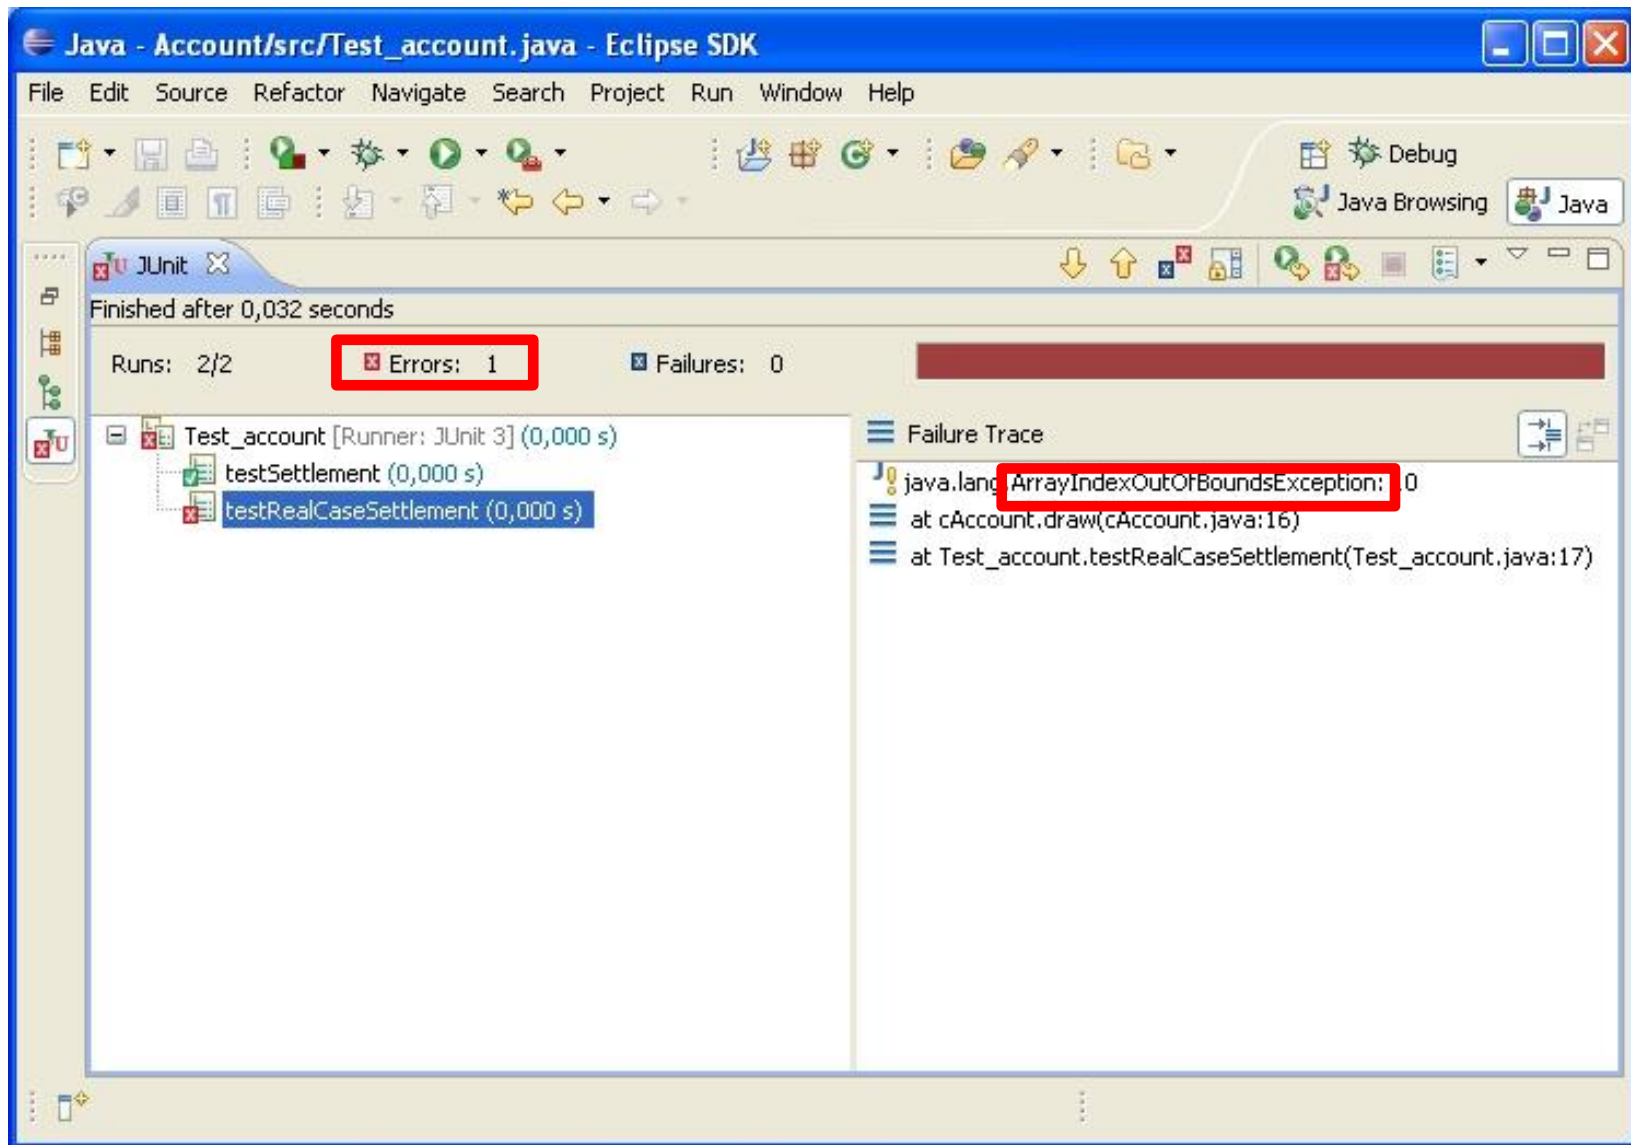 Java - Account/src/Test_account.java - Eclipse SDK
File Edit Source Refactor Navigate Search Project Run Window Help
Debug
Java Browsing Java
JUnit
Finished after 0,032 seconds
Runs: 2/2 Errors: 1 Failures: 0
Test_account [Runner: JUnit 3] (0,000 s)
testSettlement (0,000 s)
testRealCaseSettlement (0,000 s)
Failure Trace
java.lang ArrayIndexOutOfBoundsException: 0
at cAccount.draw(cAccount.java:16)
at Test_account.testRealCaseSettlement(Test_account.java:17)